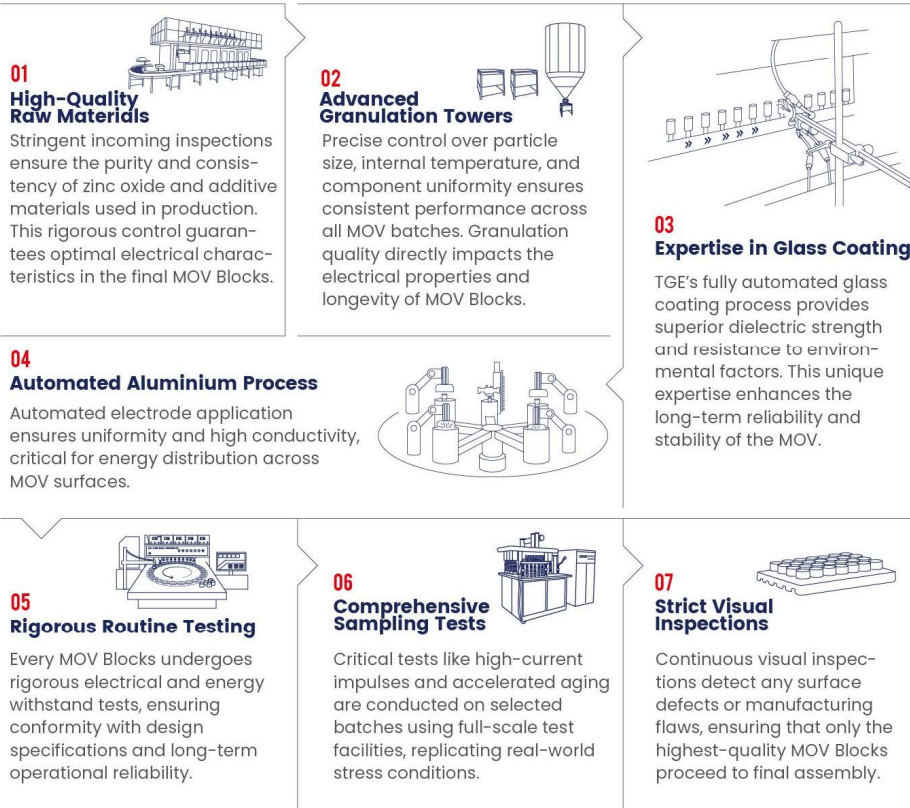 01
High-Quality
Raw Materials
Stringent incoming inspections
ensure the purity and consis-
tency of zinc oxide and additive
materials used in production.
This rigorous control guaran-
tees optimal electrical charac-
teristics in the final MOV Blocks.
02
Advanced
Granulation Towers
Precise control over particle
size, internal temperature, and
component uniformity ensures
consistent performance across
all MOV batches. Granulation
quality directly impacts the
electrical properties and
longevity of MOV Blocks.
03
Expertise in Glass Coating
TGE's fully automated glass
coating process provides
superior dielectric strength
and resistance to environ-
mental factors. This unique
expertise enhances the
long-term reliability and
stability of the MOV.
04
Automated Aluminium Process
Automated electrode application
ensures uniformity and high conductivity,
critical for energy distribution across
MOV surfaces.
05
Rigorous Routine Testing
Every MOV Blocks undergoes
rigorous electrical and energy
withstand tests, ensuring
conformity with design
specifications and long-term
operational reliability.
06
Comprehensive
Sampling Tests
Critical tests like high-current
impulses and accelerated aging
are conducted on selected
batches using full-scale test
facilities, replicating real-world
stress conditions.
07
Strict Visual
Inspections
Continuous visual inspec-
tions detect any surface
defects or manufacturing
flaws, ensuring that only the
highest-quality MOV Blocks
proceed to final assembly.